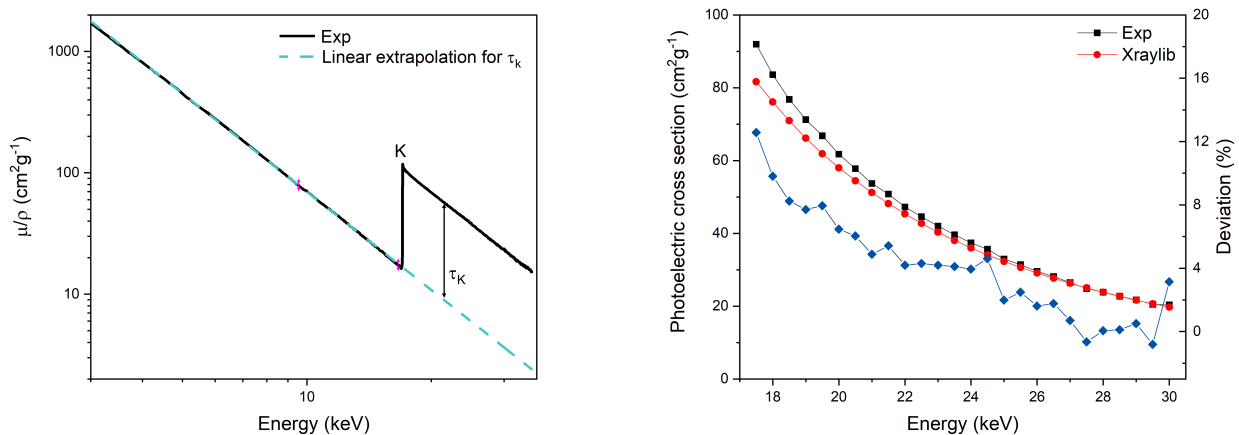 Exp
Linear extrapolation for τk
K
τK
1000
100
10
μ/ρ (cm²g⁻¹)
10
Energy (keV)
Exp
Xraylib
100
80
60
40
20
0
Photoelectric cross section (cm²g⁻¹)
20
16
12
8
4
0
Deviation (%)
18 20 22 24 26 28 30
Energy (keV)